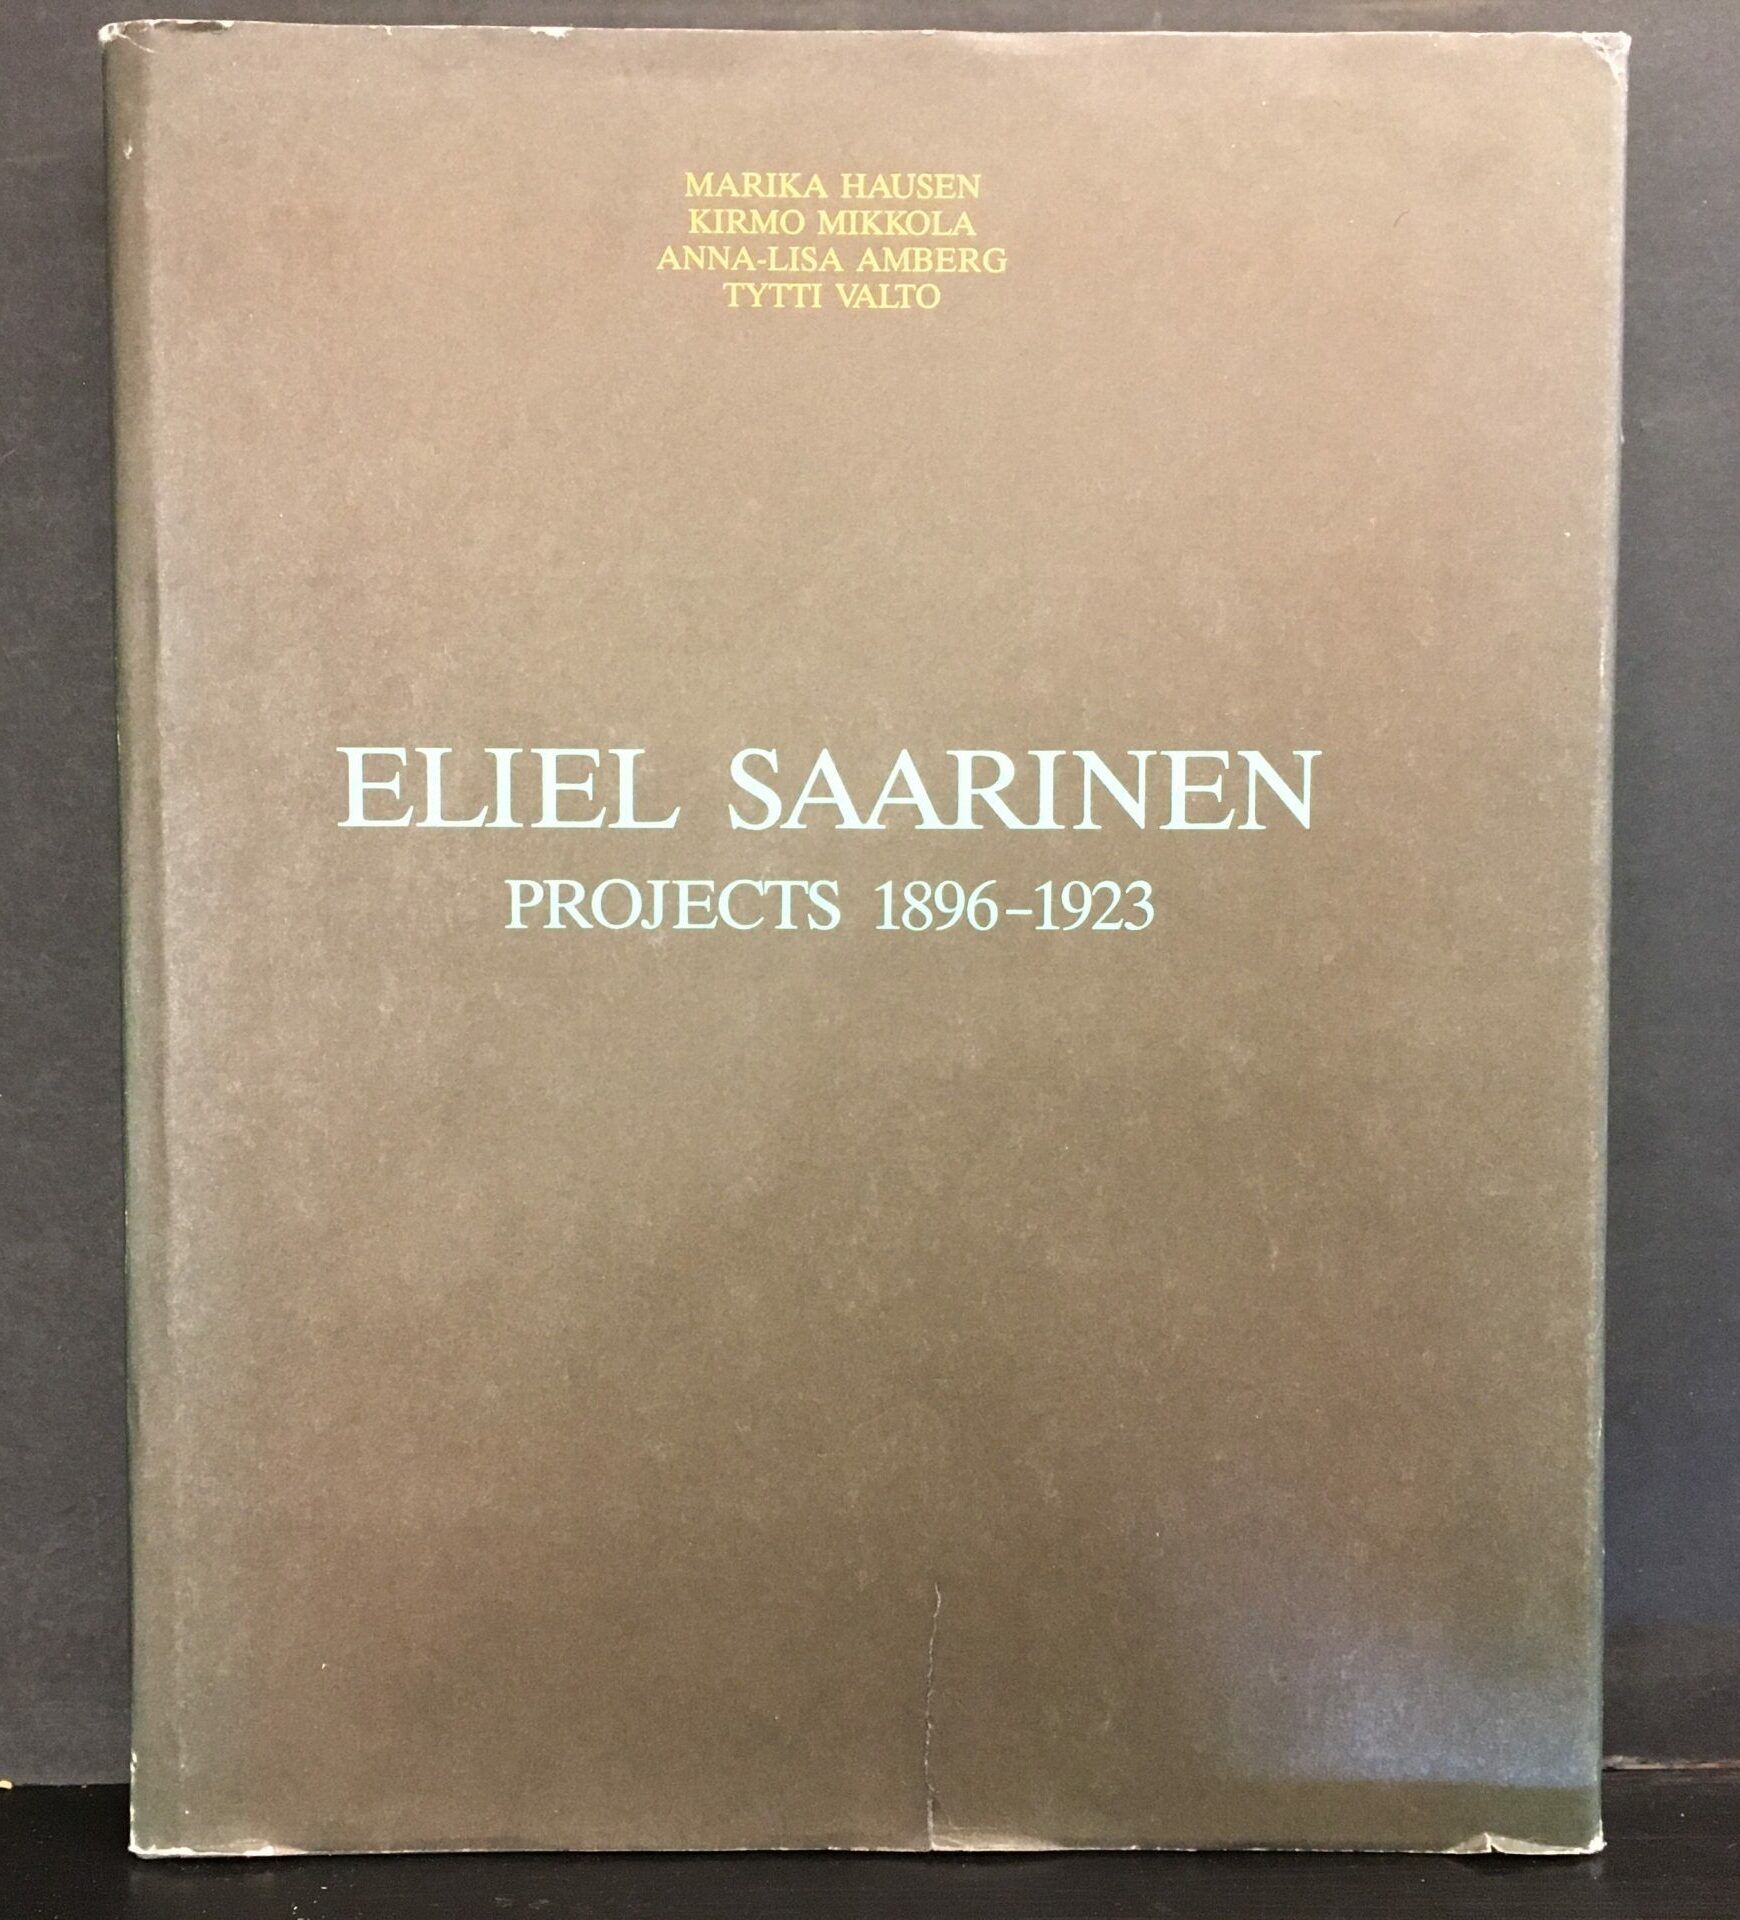 MARIKA HAUSEN
KIRMO MIKKOLA
ANNA-LISA AMBERG
TYTTI VALTO
ELIEL SAARINEN
PROJECTS 1896–1923